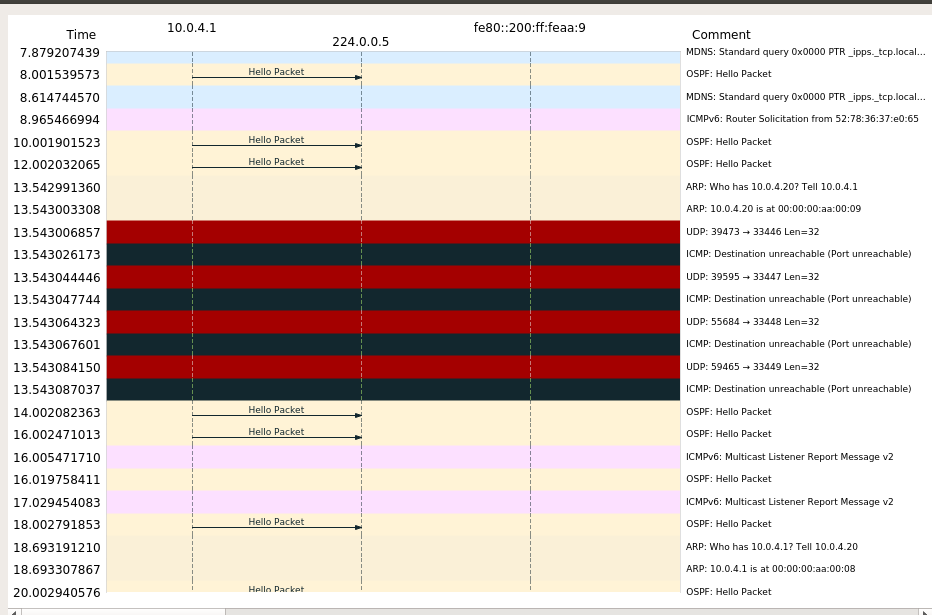 Time 10.0.4.1 224.0.0.5 fe80::200:ff:feaa:9 Comment
7.879207439 MDNS: Standard query 0x0000 PTR _ipps._tcp.local…
8.001539573 Hello Packet OSPF: Hello Packet
8.614744570 MDNS: Standard query 0x0000 PTR _ipps._tcp.local…
8.965466994 ICMPv6: Router Solicitation from 52:78:36:37:e0:65
10.001901523 Hello Packet OSPF: Hello Packet
12.002032065 Hello Packet OSPF: Hello Packet
13.542991360 ARP: Who has 10.0.4.20? Tell 10.0.4.1
13.543003308 ARP: 10.0.4.20 is at 00:00:00:aa:00:09
13.543006857 UDP: 39473 → 33446 Len=32
13.543026173 ICMP: Destination unreachable (Port unreachable)
13.543044446 UDP: 39595 → 33447 Len=32
13.543047744 ICMP: Destination unreachable (Port unreachable)
13.543064323 UDP: 55684 → 33448 Len=32
13.543067601 ICMP: Destination unreachable (Port unreachable)
13.543084150 UDP: 59465 → 33449 Len=32
13.543087037 ICMP: Destination unreachable (Port unreachable)
14.002082363 Hello Packet OSPF: Hello Packet
16.002471013 Hello Packet OSPF: Hello Packet
16.005471710 ICMPv6: Multicast Listener Report Message v2
16.019758411 OSPF: Hello Packet
17.029454083 ICMPv6: Multicast Listener Report Message v2
18.002791853 Hello Packet OSPF: Hello Packet
18.693191210 ARP: Who has 10.0.4.1? Tell 10.0.4.20
18.693307867 ARP: 10.0.4.1 is at 00:00:00:aa:00:08
20.002940576 Hello Packet OSPF: Hello Packet